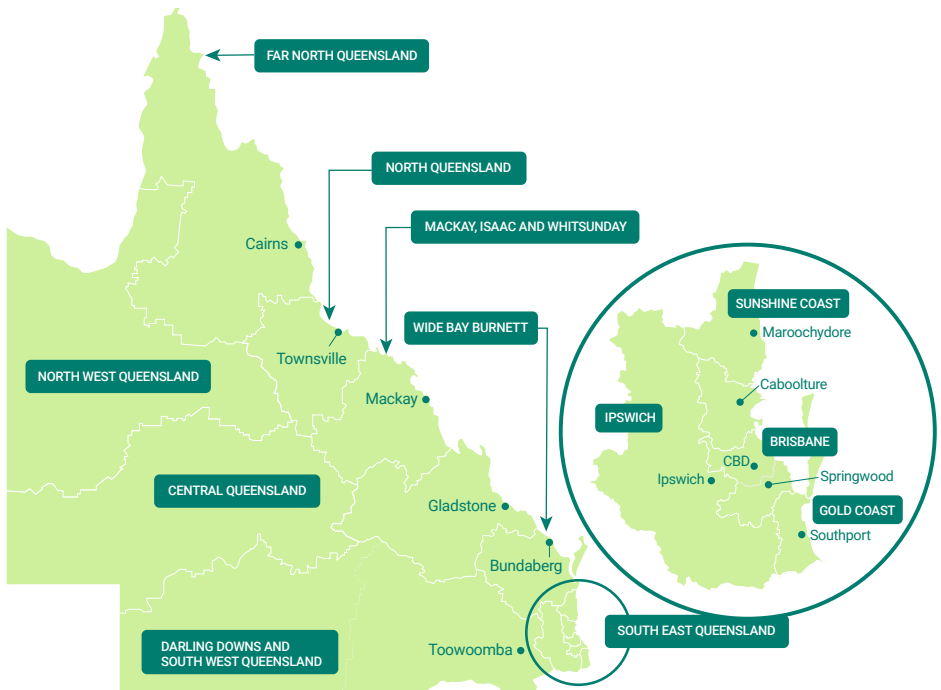 FAR NORTH QUEENSLAND
NORTH QUEENSLAND
MACKAY, ISAAC AND WHITSUNDAY
Cairns
WIDE BAY BURNETT
Townsville
NORTH WEST QUEENSLAND
Mackay
CENTRAL QUEENSLAND
Gladstone
Bundaberg
Toowoomba
DARLING DOWNS AND
SOUTH WEST QUEENSLAND
SOUTH EAST QUEENSLAND
SUNSHINE COAST
Maroochydore
Caboolture
IPSWICH
BRISBANE
CBD
Ipswich
Springwood
GOLD COAST
Southport